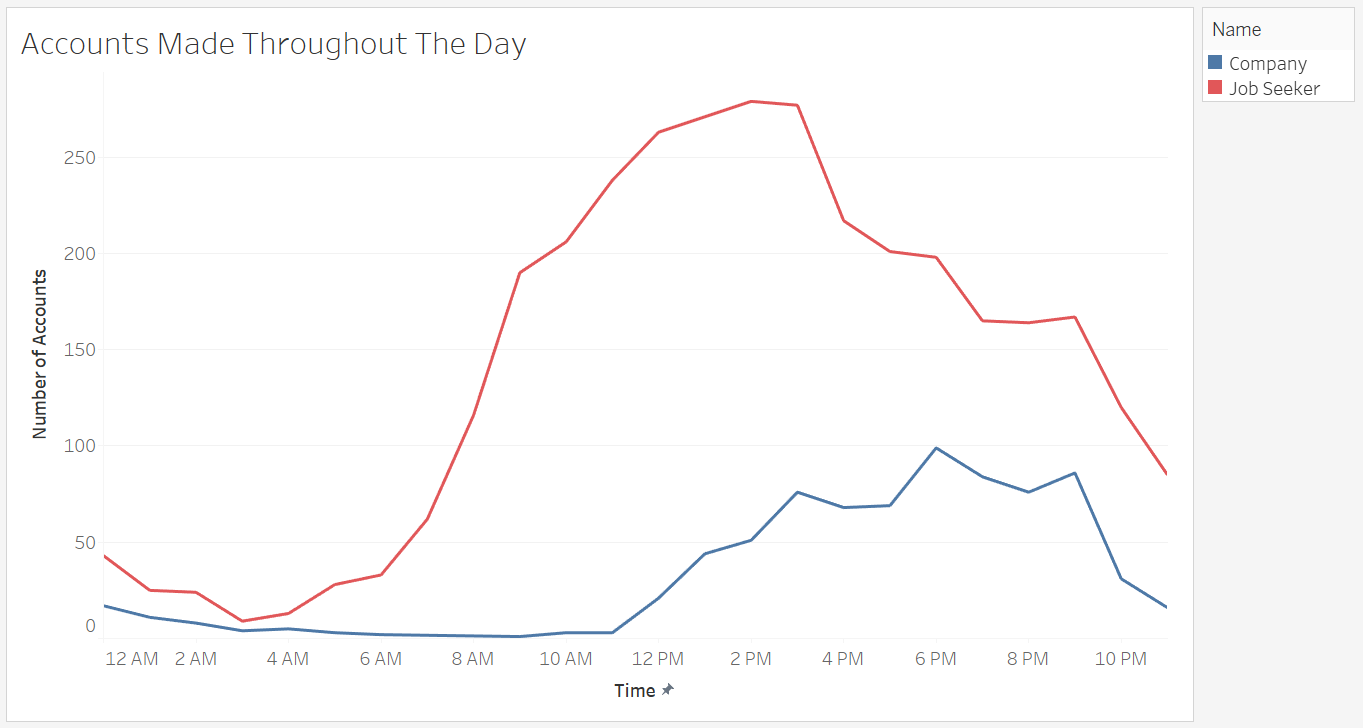 Accounts Made Throughout The Day
Name
Company
Job Seeker
Number of Accounts
250
200
150
100
50
0
12 AM 2 AM 4 AM 6 AM 8 AM 10 AM 12 PM 2 PM 4 PM 6 PM 8 PM 10 PM
Time